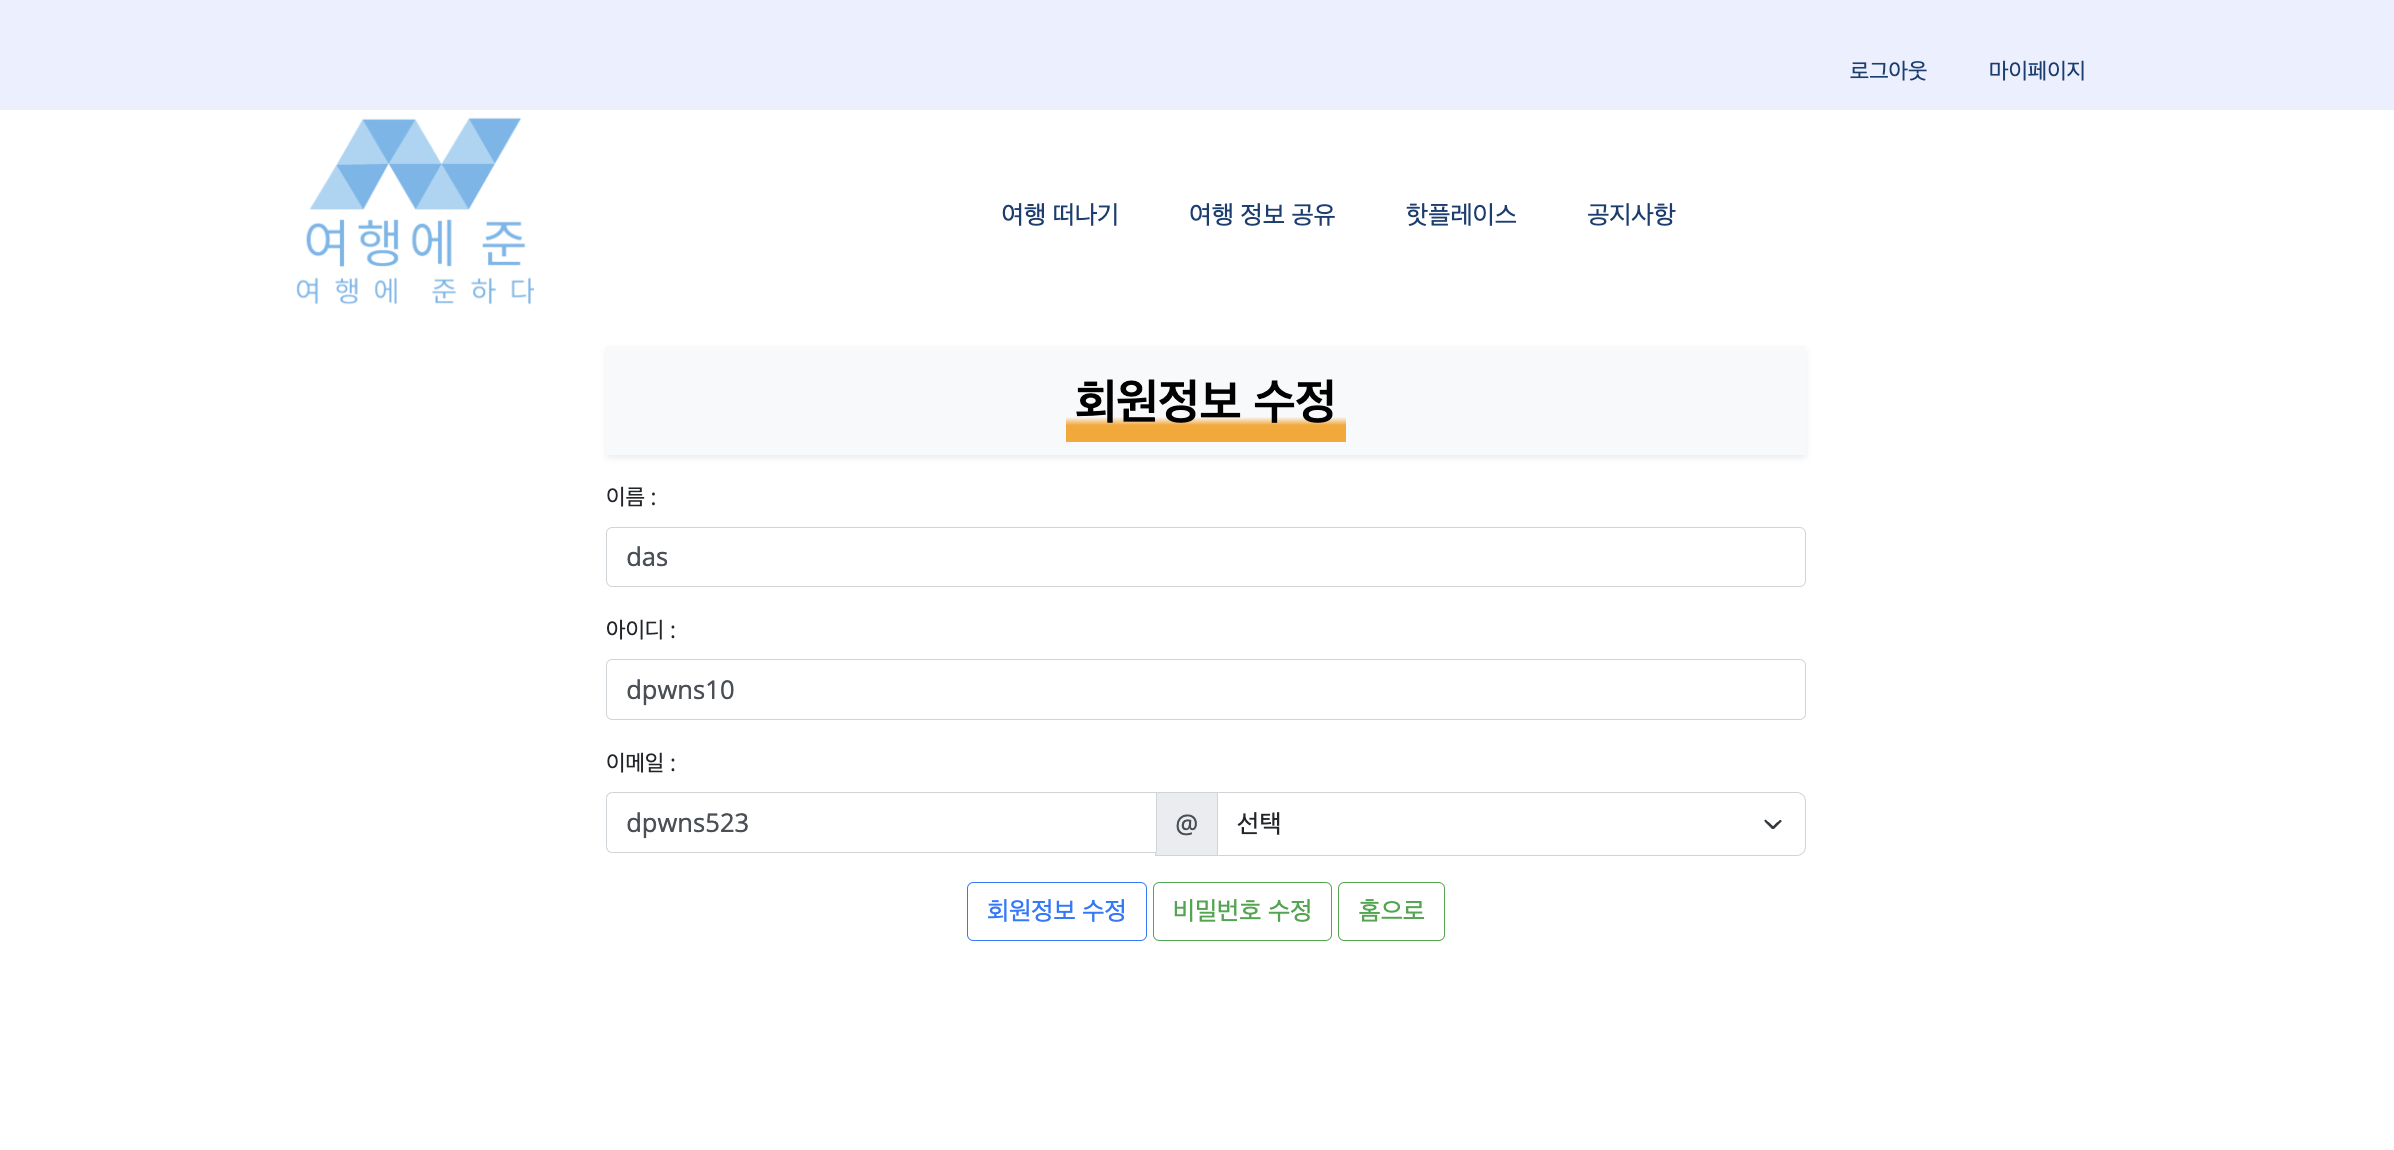 로그아웃 마이페이지
여행에 준
여행에 준하다
여행 떠나기 여행 정보 공유 핫플레이스 공지사항
회원정보 수정
이름 :
das
아이디 :
dpwns10
이메일 :
dpwns523 @ 선택
회원정보 수정 비밀번호 수정 홈으로